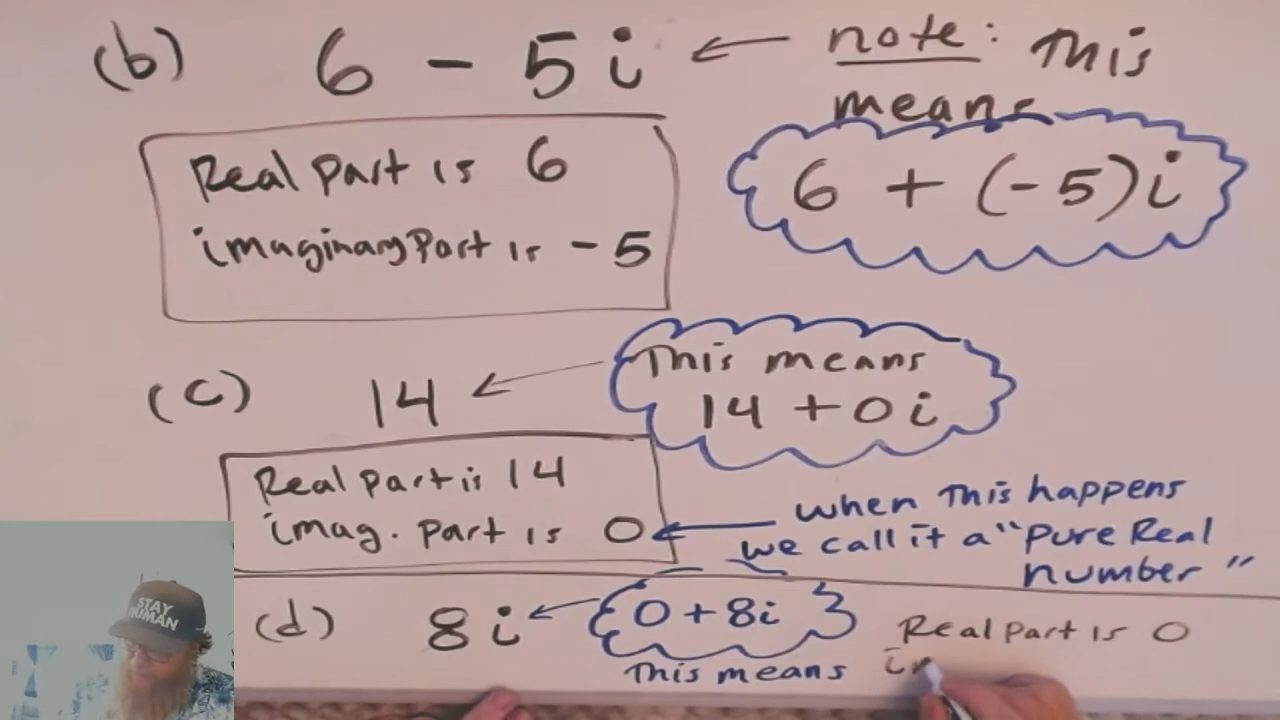 (b) 6 - 5i ← note: This
means
6 + (-5)i
Real Part is 6
imaginary Part is -5
(c) 14 ←
This means
14 + 0i
Real part is 14
imag. part is 0 ←
when This happens
we call it a "Pure Real
number"
(d) 8i ← 0 + 8i
This means
Real part is 0
im
STAY
HUMAN